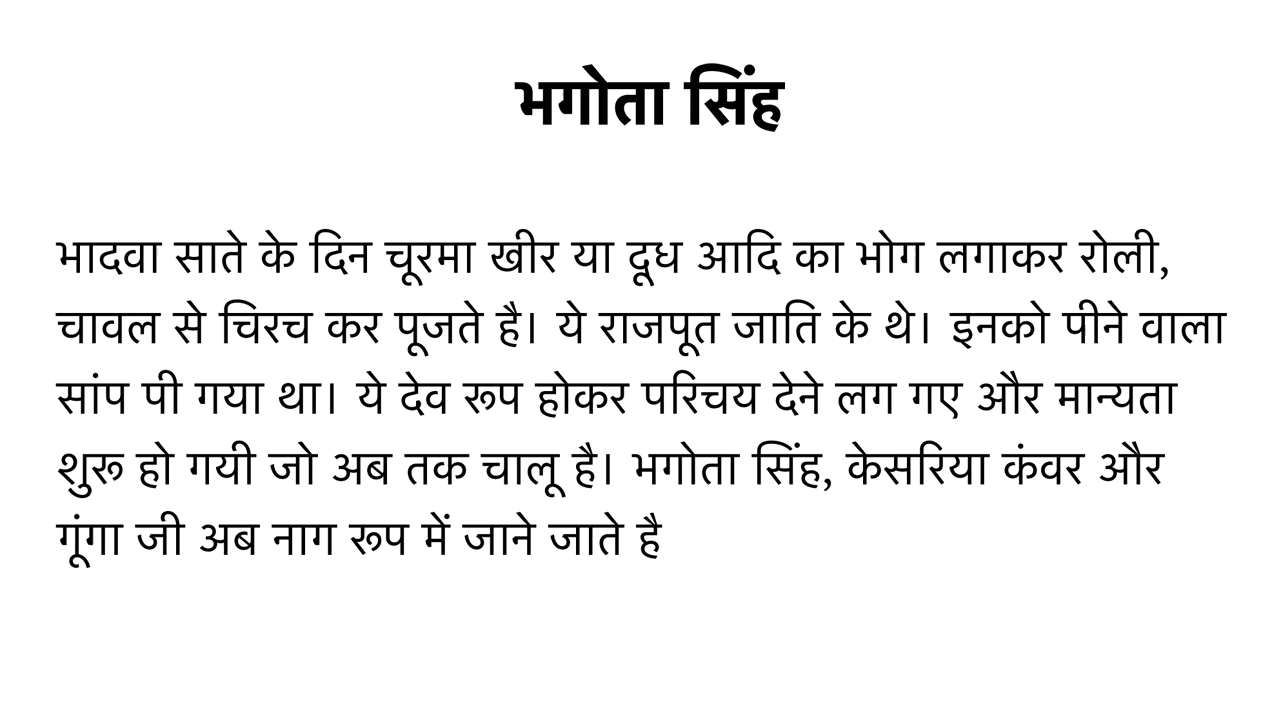 भगोता सिंह
भादवा साते के दिन चूरमा खीर या दूध आदि का भोग लगाकर रोली,
चावल से चिरच कर पूजते है। ये राजपूत जाति के थे। इनको पीने वाला
सांप पी गया था। ये देव रूप होकर परिचय देने लग गए और मान्यता
शुरू हो गयी जो अब तक चालू है। भगोता सिंह, केसरिया कंवर और
गूंगा जी अब नाग रूप में जाने जाते है